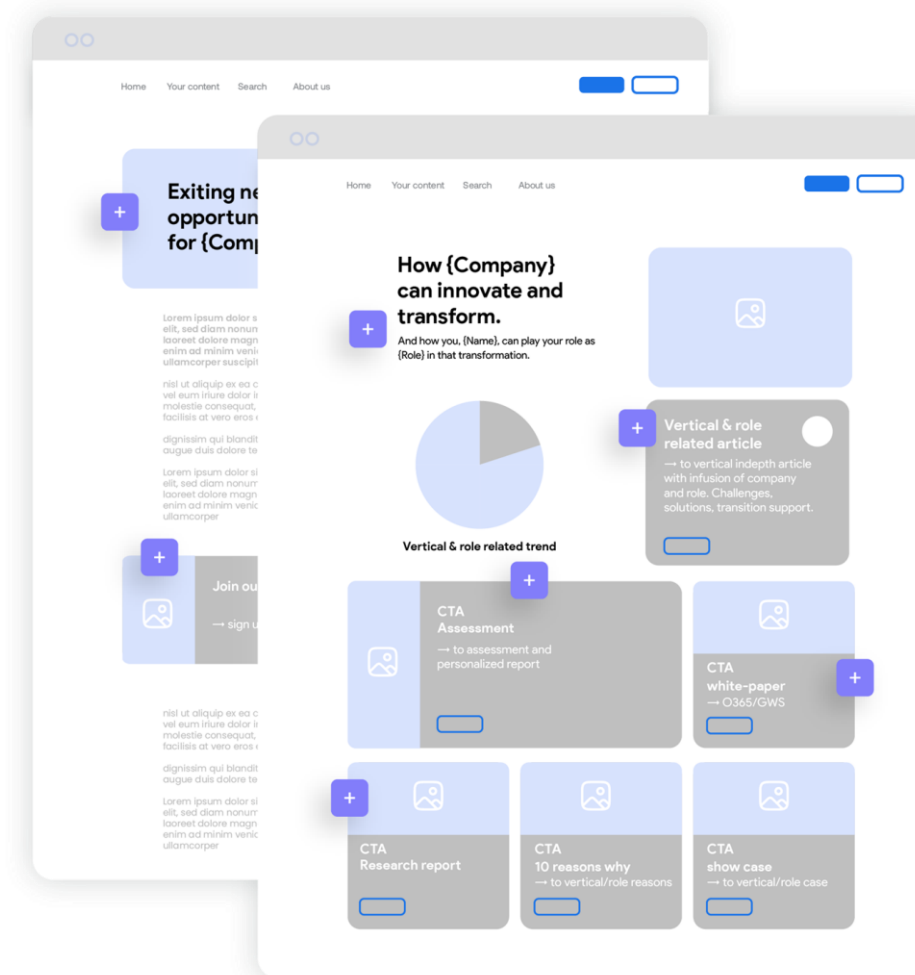 Home Your content Search About us
Exiting
opportun
for {Com
Lorem ipsum dolor s
elit, sed diam nonum
laoreet dolore magn
enim ad minim veni
ullamcorper suscipit
nisl ut aliquip ex ea c
vel eum iriure dolor i
molestie consequat,
facilisis at vero eros
dignissim qui blandit
augue duis dolore te
Lorem ipsum dolor si
elit, sed diam nonum
laoreet dolore magn
enim ad minim venic
ullamcorper
Join ou
→ sign u
nisl ut aliquip ex ea c
vel eum iriure dolor i
molestie consequat,
facilisis at vero eros
dignissim qui blandit
augue duis dolore te
Lorem ipsum dolor si
elit, sed diam nonum
laoreet dolore magn
enim ad minim venic
ullamcorper
Home Your content Search About us
How {Company}
can innovate and
transform.
And how you, {Name}, can play your role as
{Role} in that transformation.
Vertical & role related trend
Vertical & role
related article
→ to vertical indepth article
with infusion of company
and role. Challenges,
solutions, transition support.
CTA
Assessment
→ to assessment and
personalized report
CTA
white-paper
→ O365/GWS
CTA
Research report
CTA
10 reasons why
→ to vertical/role reasons
CTA
show case
→ to vertical/role case